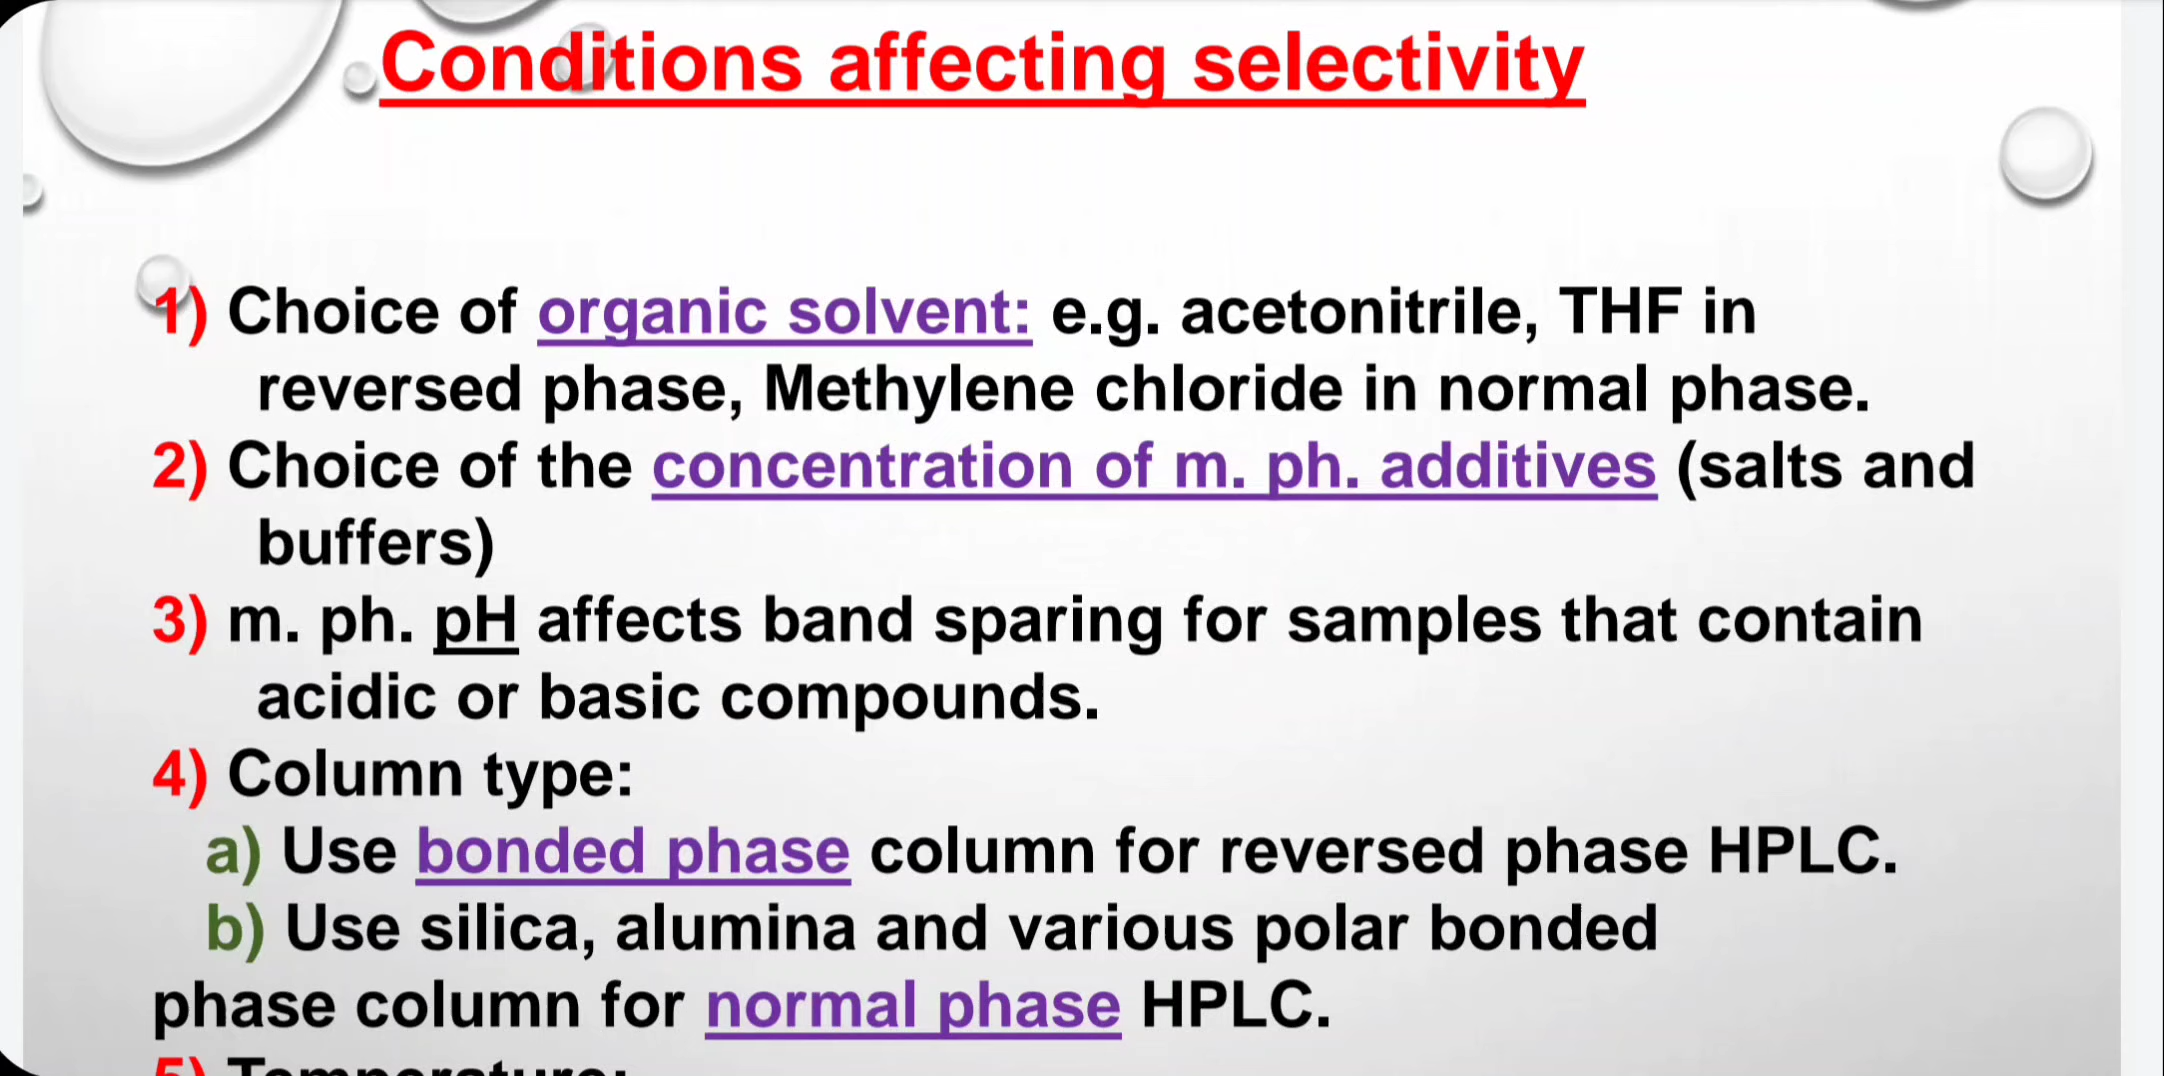 Conditions affecting selectivity
1) Choice of organic solvent: e.g. acetonitrile, THF in
reversed phase, Methylene chloride in normal phase.
2) Choice of the concentration of m. ph. additives (salts and
buffers)
3) m. ph. pH affects band sparing for samples that contain
acidic or basic compounds.
4) Column type:
a) Use bonded phase column for reversed phase HPLC.
b) Use silica, alumina and various polar bonded
phase column for normal phase HPLC.
5) Temperature: